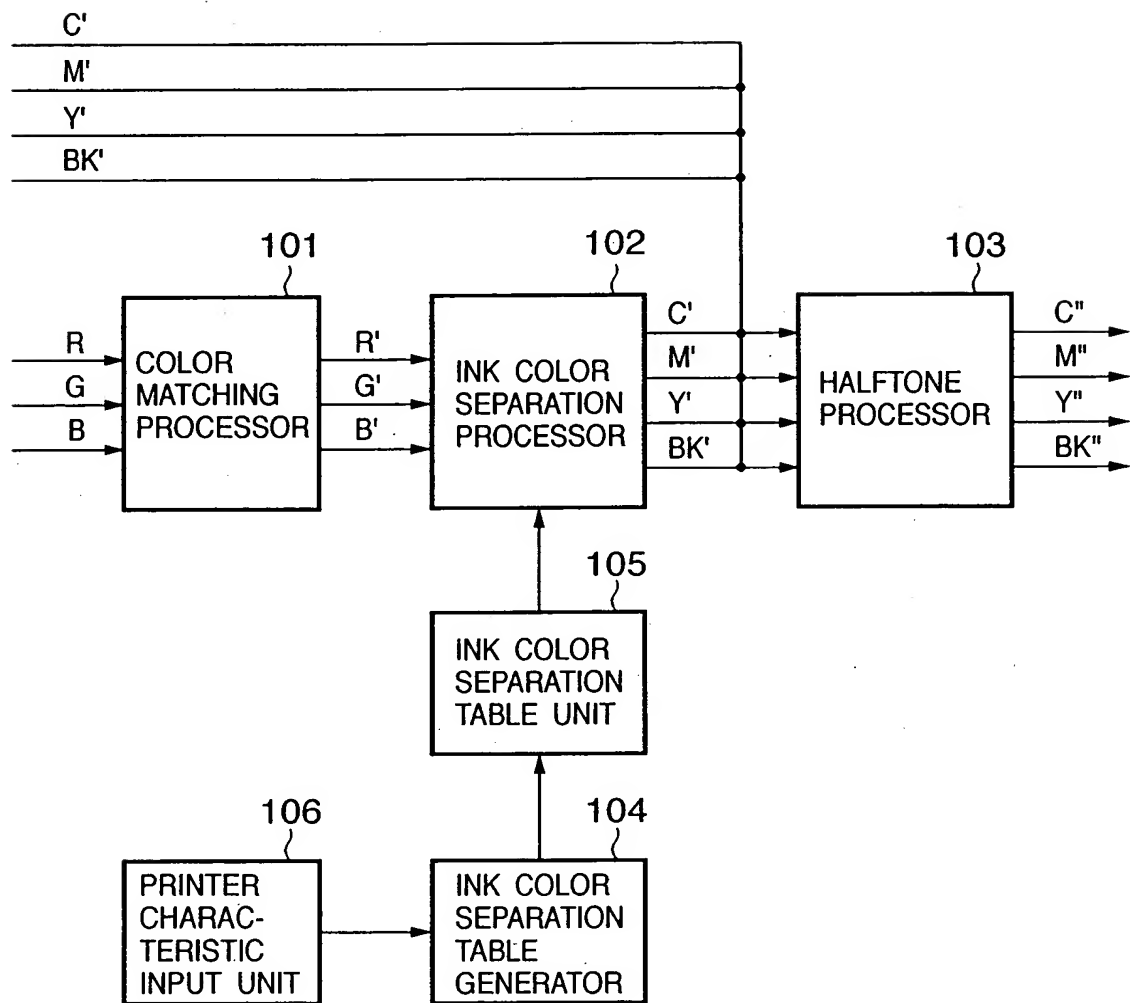 C'
M'
Y'
BK'
101
102
103
R
G
B
COLOR
MATCHING
PROCESSOR
R'
G'
B'
INK COLOR
SEPARATION
PROCESSOR
C'
M'
Y'
BK'
HALFTONE
PROCESSOR
C"
M"
Y"
BK"
105
INK COLOR
SEPARATION
TABLE UNIT
106
104
PRINTER
CHARAC-
TERISTIC
INPUT UNIT
INK COLOR
SEPARATION
TABLE
GENERATOR